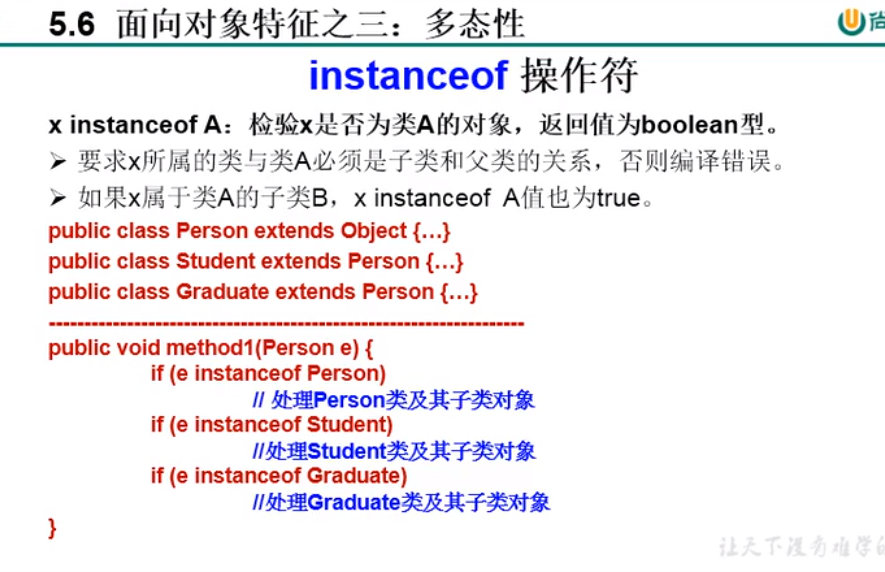 5.6 面向对象特征之三：多态性
尚
instanceof 操作符
x instanceof A：检验x是否为类A的对象，返回值为boolean型。
➢ 要求x所属的类与类A必须是子类和父类的关系，否则编译错误。
➢ 如果x属于类A的子类B，x instanceof A值也为true。
public class Person extends Object {…}
public class Student extends Person {…}
public class Graduate extends Person {…}
-------------------------------------------------------------------
public void method1(Person e) {
if (e instanceof Person)
// 处理Person类及其子类对象
if (e instanceof Student)
//处理Student类及其子类对象
if (e instanceof Graduate)
//处理Graduate类及其子类对象
}
让天下没有难学的